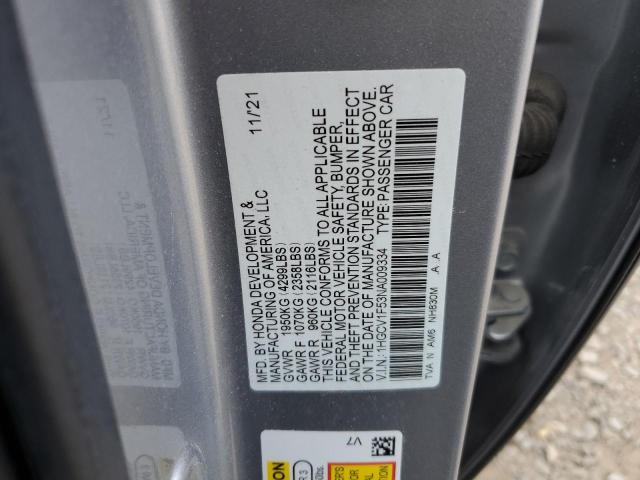 MFD. BY HONDA DEVELOPMENT & 11/'21
MANUFACTURING OF AMERICA, LLC
GVWR 1950KG (4299LBS)
GAWR F 1070KG (2358LBS)
GAWR R 960KG (2116LBS)
THIS VEHICLE CONFORMS TO ALL APPLICABLE
FEDERAL MOTOR VEHICLE SAFETY, BUMPER,
AND THEFT PREVENTION STANDARDS IN EFFECT
ON THE DATE OF MANUFACTURE SHOWN ABOVE.
V.I.N.: 1HGCV1F53NA009334 TYPE: PASSENGER CAR
TVA N AM6 NH830M A A
V7